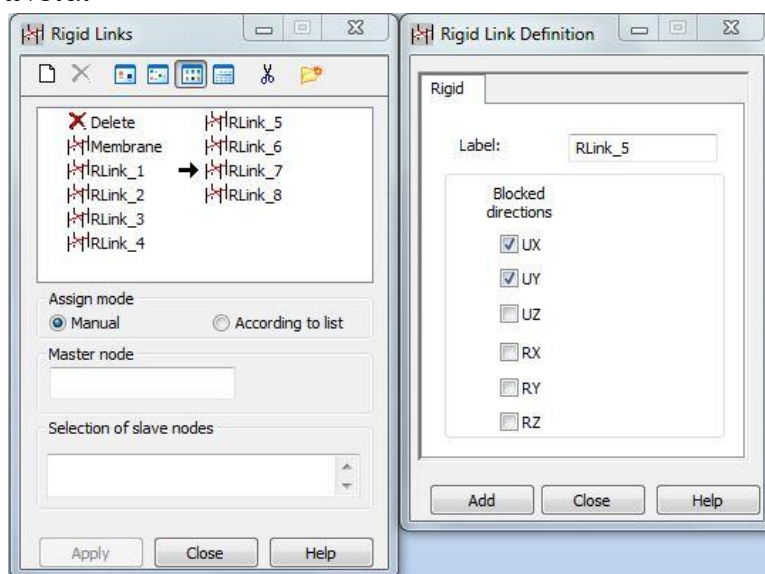 Rigid Links
Delete
Membrane
RLink_1
RLink_2
RLink_3
RLink_4
RLink_5
RLink_6
RLink_7
RLink_8
Assign mode
Manual
According to list
Master node
Selection of slave nodes
Apply
Close
Help
Rigid Link Definition
Rigid
Label:
RLink_5
Blocked
directions
UX
UY
UZ
RX
RY
RZ
Add
Close
Help